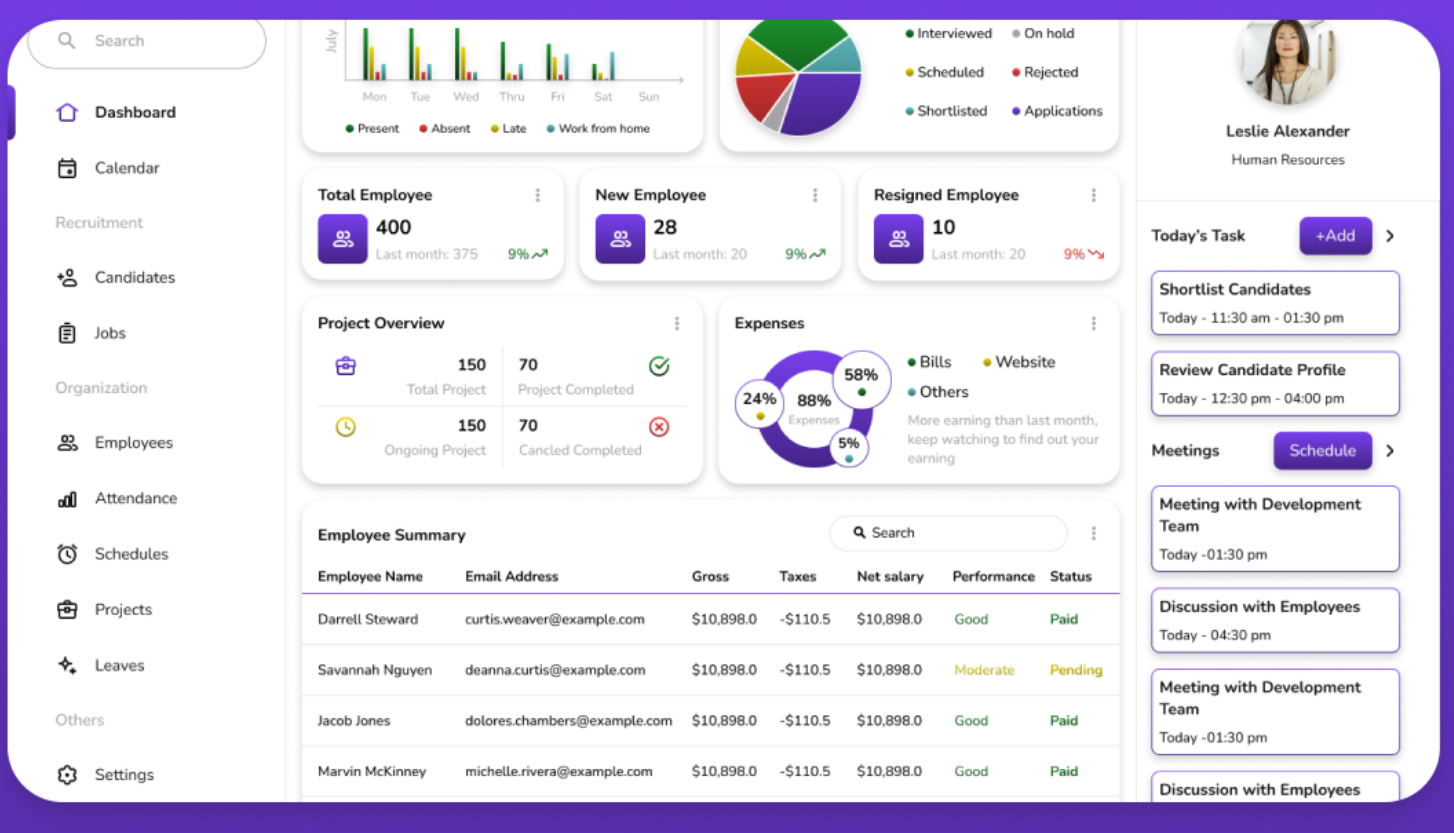 Search
Dashboard
Calendar
Recruitment
Candidates
Jobs
Organization
Employees
Attendance
Schedules
Projects
Leaves
Others
Settings
July
Mon Tue Wed Thru Fri Sat Sun
Present Absent Late Work from home
Interviewed On hold
Scheduled Rejected
Shortlisted Applications
Total Employee
400
Last month: 375 9%
New Employee
28
Last month: 20 9%
Resigned Employee
10
Last month: 20 9%
Project Overview
150 70
Total Project Project Completed
150 70
Ongoing Project Cancled Completed
Expenses
58%
24%
88%
Expenses
5%
Bills Website
Others
More earning than last month,
keep watching to find out your
earning
Employee Summary
Search
Employee Name Email Address Gross Taxes Net salary Performance Status
Darrell Steward curtis.weaver@example.com $10,898.0 -$110.5 $10,898.0 Good Paid
Savannah Nguyen deanna.curtis@example.com $10,898.0 -$110.5 $10,898.0 Moderate Pending
Jacob Jones dolores.chambers@example.com $10,898.0 -$110.5 $10,898.0 Good Paid
Marvin McKinney michelle.rivera@example.com $10,898.0 -$110.5 $10,898.0 Good Paid
Leslie Alexander
Human Resources
Today's Task +Add
Shortlist Candidates
Today - 11:30 am - 01:30 pm
Review Candidate Profile
Today - 12:30 pm - 04:00 pm
Meetings Schedule
Meeting with Development
Team
Today -01:30 pm
Discussion with Employees
Today - 04:30 pm
Meeting with Development
Team
Today -01:30 pm
Discussion with Employees